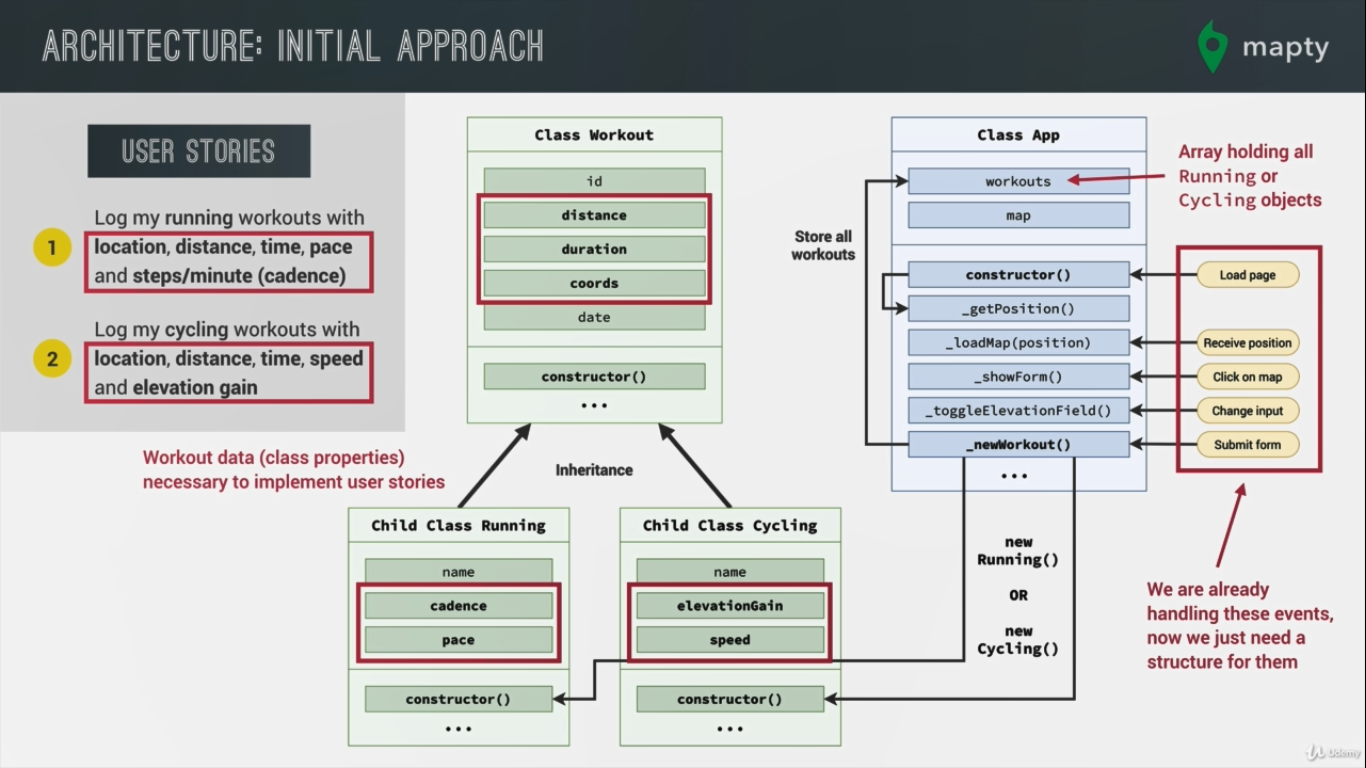 ARCHITECTURE: INITIAL APPROACH
mapty
USER STORIES
1
Log my running workouts with
location, distance, time, pace
and steps/minute (cadence)
2
Log my cycling workouts with
location, distance, time, speed
and elevation gain
Workout data (class properties)
necessary to implement user stories
Class Workout
id
distance
duration
coords
date
constructor()
...
Inheritance
Child Class Running
name
cadence
pace
constructor()
...
Child Class Cycling
name
elevationGain
speed
constructor()
...
Class App
workouts
map
constructor()
_getPosition()
_loadMap(position)
_showForm()
_toggleElevationField()
_newWorkout()
...
Store all
workouts
Array holding all
Running or
Cycling objects
Load page
Receive position
Click on map
Change input
Submit form
new
Running()
OR
new
Cycling()
We are already
handling these events,
now we just need a
structure for them
Udemy